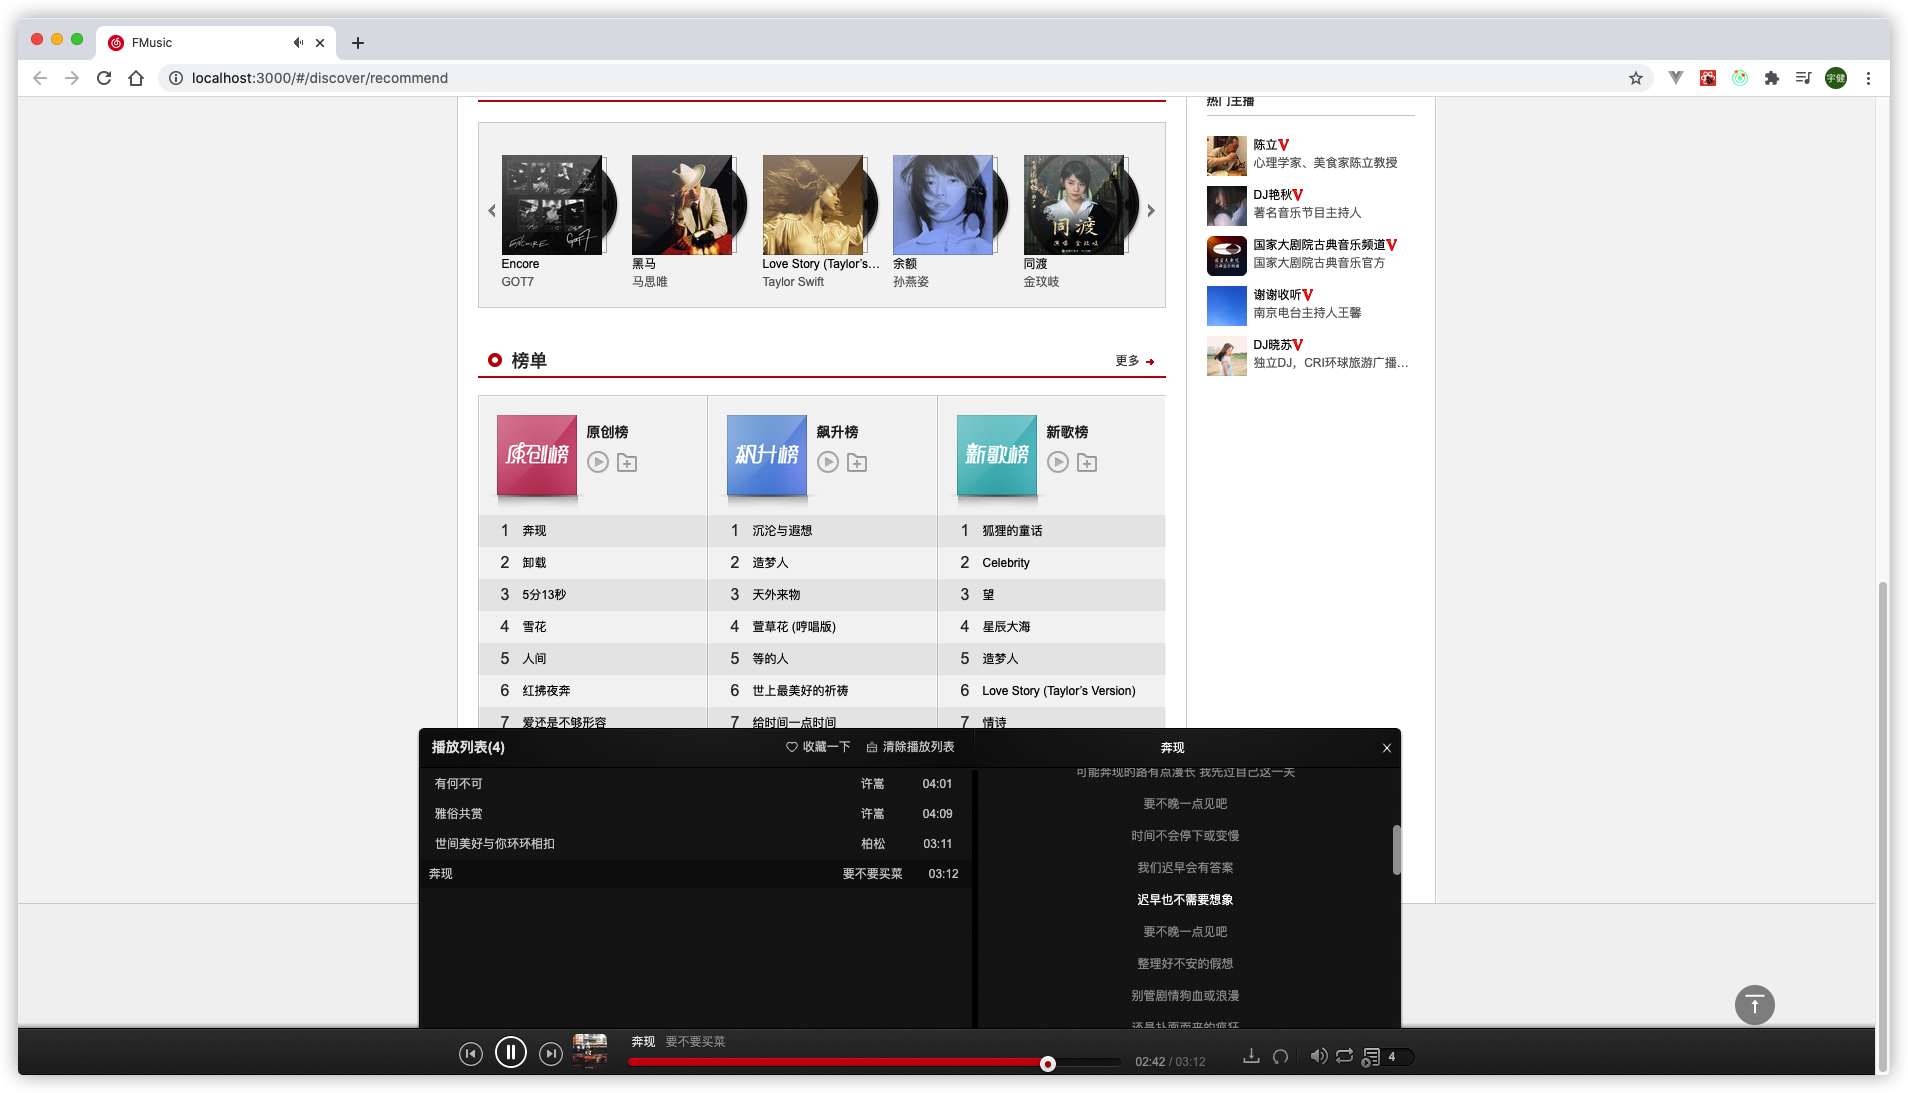 FMusic
localhost:3000/#/discover/recommend
宇健
热门主播
陈立V
心理学家、美食家陈立教授
DJ艳秋V
著名音乐节目主持人
国家大剧院古典音乐频道V
国家大剧院古典音乐官方
谢谢收听V
南京电台主持人王馨
DJ晓苏V
独立DJ，CRI环球旅游广播...
Encore
GOT7
黑马
马思唯
Love Story (Taylor's...
Taylor Swift
余额
孙燕姿
同渡
金玟岐
榜单
更多
原创榜
原创榜
飙升榜
飙升榜
新歌榜
新歌榜
1 奔现
2 卸载
3 5分13秒
4 雪花
5 人间
6 红拂夜奔
7 爱还是不够形容
1 沉沦与遐想
2 造梦人
3 天外来物
4 萱草花 (哼唱版)
5 等的人
6 世上最美好的祈祷
7 给时间一点时间
1 狐狸的童话
2 Celebrity
3 望
4 星辰大海
5 造梦人
6 Love Story (Taylor's Version)
7 情诗
播放列表(4)
收藏一下
清除播放列表
有何不可 许嵩 04:01
雅俗共赏 许嵩 04:09
世间美好与你环环相扣 柏松 03:11
奔现 要不要买菜 03:12
奔现
可能奔现的路有点漫长 我先过自己这一关
要不晚一点见吧
时间不会停下或变慢
我们迟早会有答案
迟早也不需要想象
要不晚一点见吧
整理好不安的假想
别管剧情狗血或浪漫
还是扑面而来的疯狂
奔现 要不要买菜
02:42 / 03:12
4